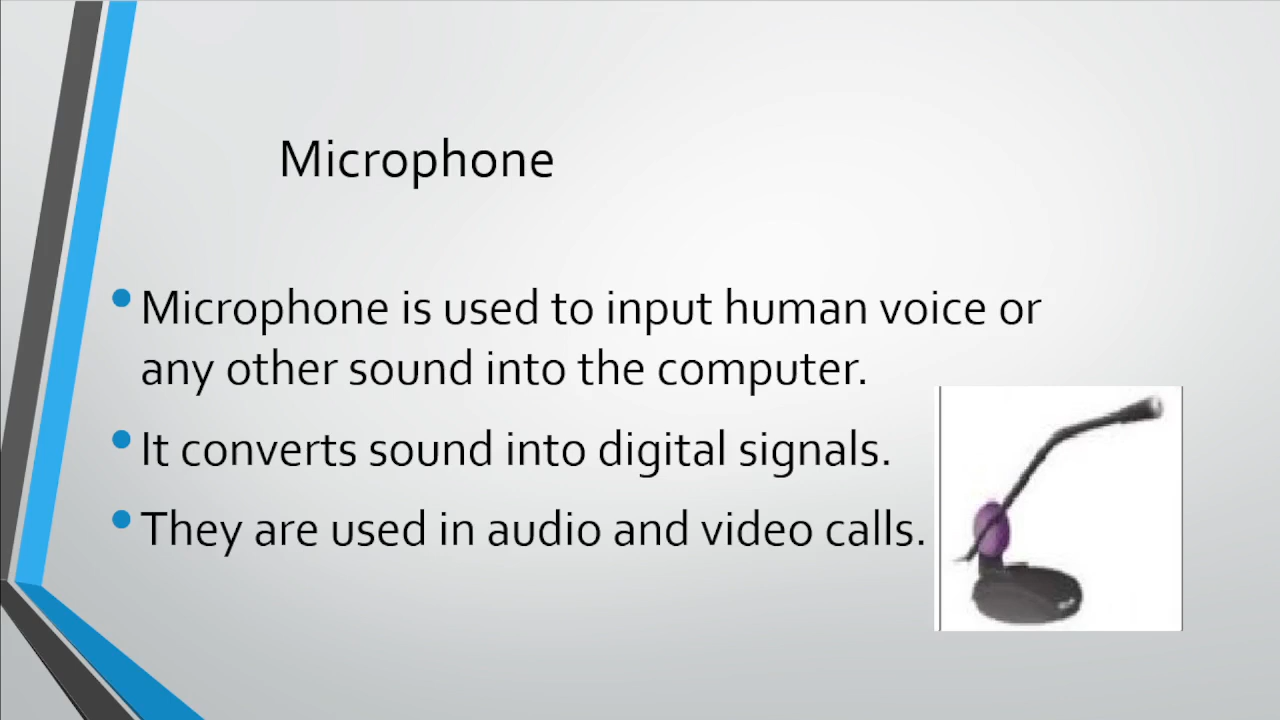 Microphone
• Microphone is used to input human voice or
any other sound into the computer.
• It converts sound into digital signals.
• They are used in audio and video calls.